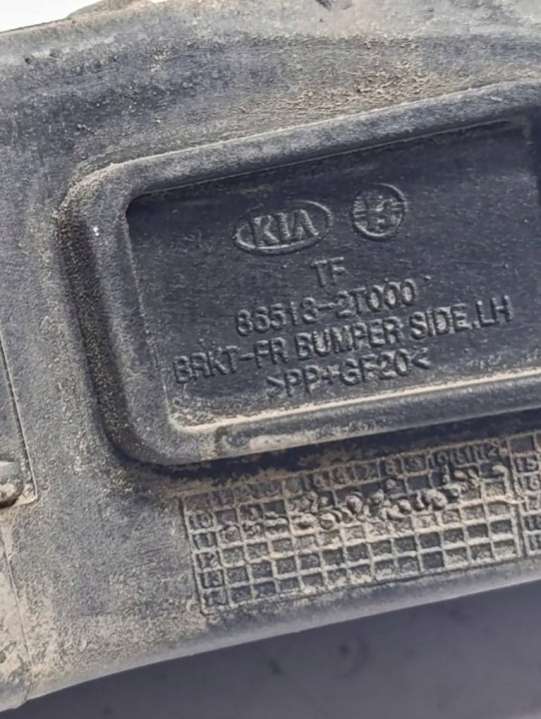 KIA
TF
86513-2T000
BRKT-FR BUMPER SIDE.LH
>PP+GF20<